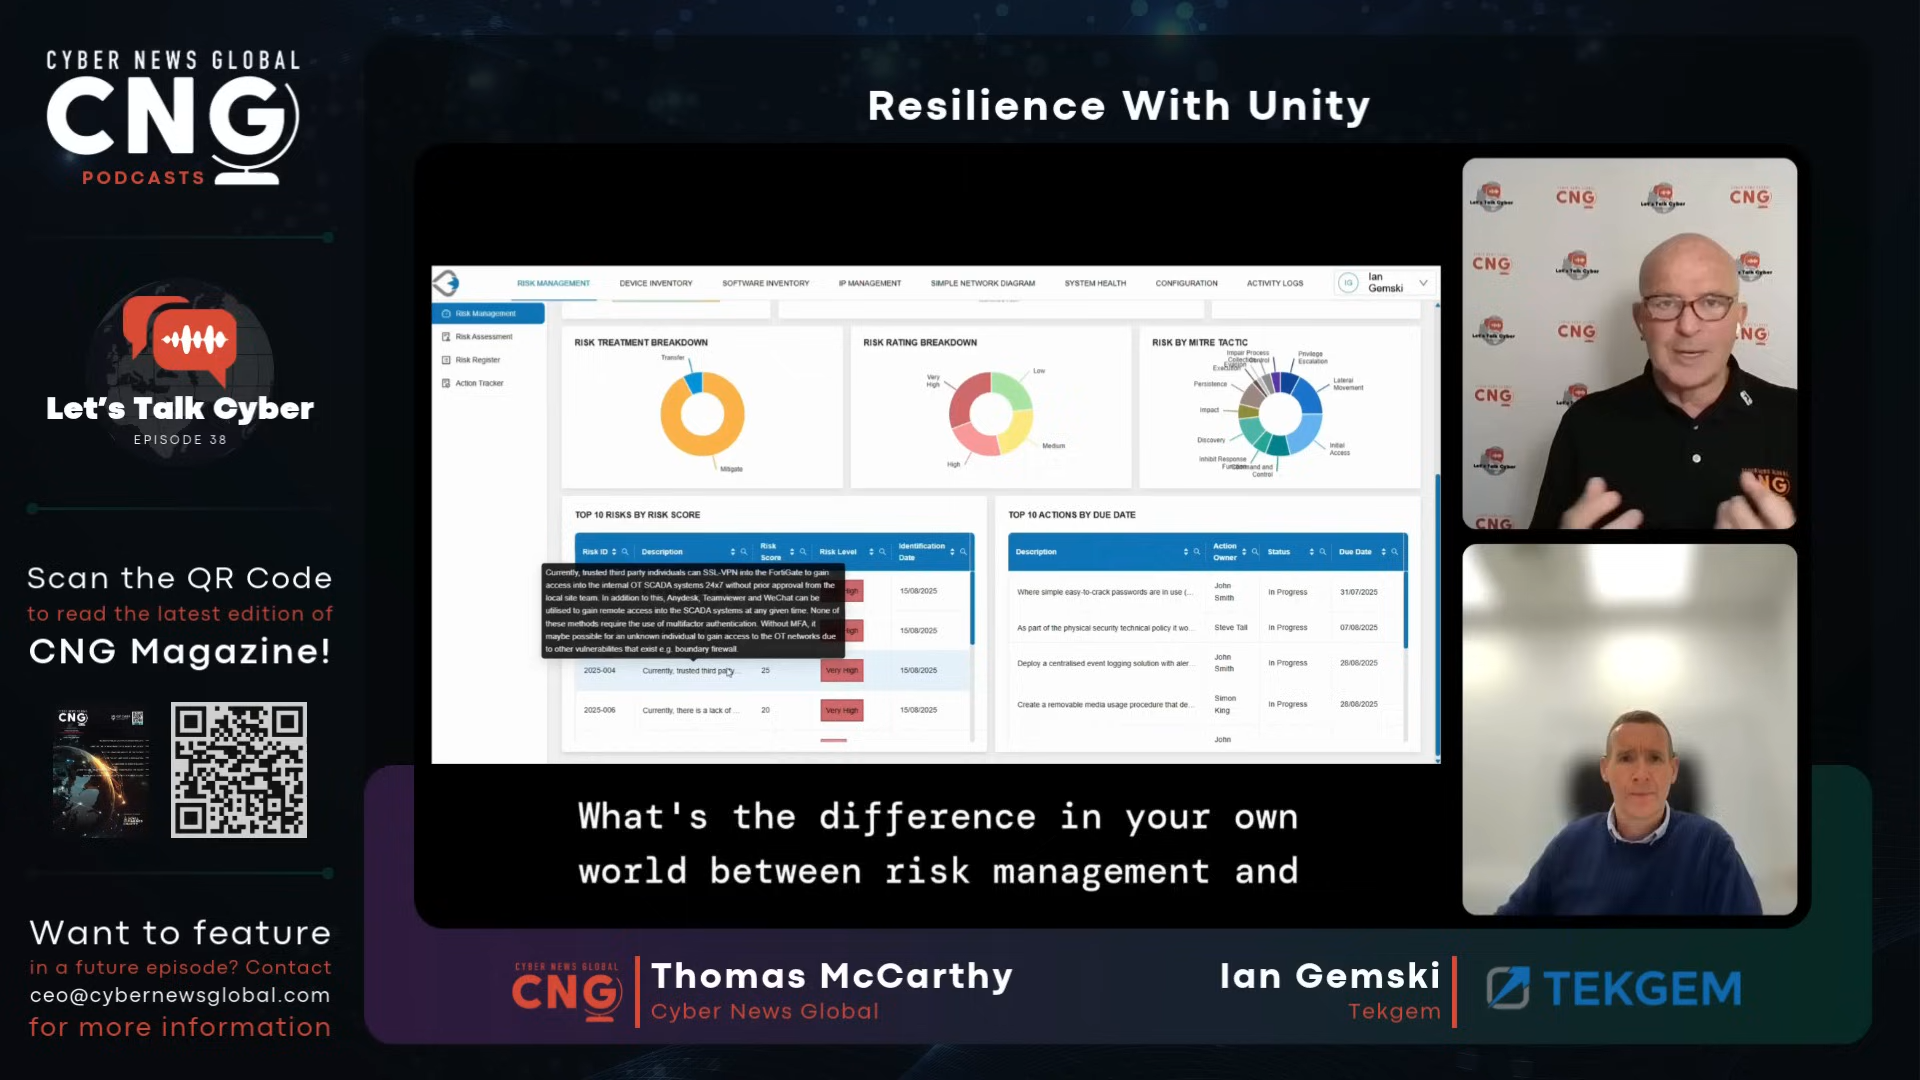 CYBER NEWS GLOBAL
CNG
PODCASTS
Let's Talk Cyber
EPISODE 38
Scan the QR Code
to read the latest edition of
CNG Magazine!
Want to feature
in a future episode? Contact
ceo@cybernewsglobal.com
for more information
Resilience With Unity
RISK MANAGEMENT
DEVICE INVENTORY
SOFTWARE INVENTORY
IP MANAGEMENT
SIMPLE NETWORK DIAGRAM
SYSTEM HEALTH
CONFIGURATION
ACTIVITY LOGS
IG
Ian
Gemski
Risk Management
Risk Assessment
Risk Register
Action Tracker
RISK TREATMENT BREAKDOWN
Transfer
Mitigate
RISK RATING BREAKDOWN
Very
High
Low
High
Medium
RISK BY MITRE TACTIC
Impair Process
Control
Privilege
Escalation
Persistence
Lateral
Movement
Impact
Discovery
Initial
Access
Inhibit Response
Command and
Control
TOP 10 RISKS BY RISK SCORE
Risk ID
Description
Risk
Score
Risk Level
Identification
Date
Currently, trusted third party individuals can SSL-VPN into the FortiGate to gain
access into the internal OT SCADA systems 24x7 without prior approval from the
local site team. In addition to this, Anydesk, Teamviewer and WeChat can be
utilised to gain remote access into the SCADA systems at any given time. None of
these methods require the use of multifactor authentication. Without MFA, it
maybe possible for an unknown individual to gain access to the OT networks due
to other vulnerabilites that exist e.g. boundary firewall.
15/08/2025
15/08/2025
2025-004 Currently, trusted third party... 25 Very High 15/08/2025
2025-006 Currently, there is a lack of ... 20 Very High 15/08/2025
TOP 10 ACTIONS BY DUE DATE
Description
Action
Owner
Status
Due Date
Where simple easy-to-crack passwords are in use (... John Smith In Progress 31/07/2025
As part of the physical security technical policy it wo... Steve Tall In Progress 07/08/2025
Deploy a centralised event logging solution with aler... John Smith In Progress 28/08/2025
Create a removable media usage procedure that de... Simon King In Progress 28/08/2025
John
What's the difference in your own
world between risk management and
CYBER NEWS GLOBAL
CNG
Thomas McCarthy
Cyber News Global
Ian Gemski
Tekgem
TEKGEM